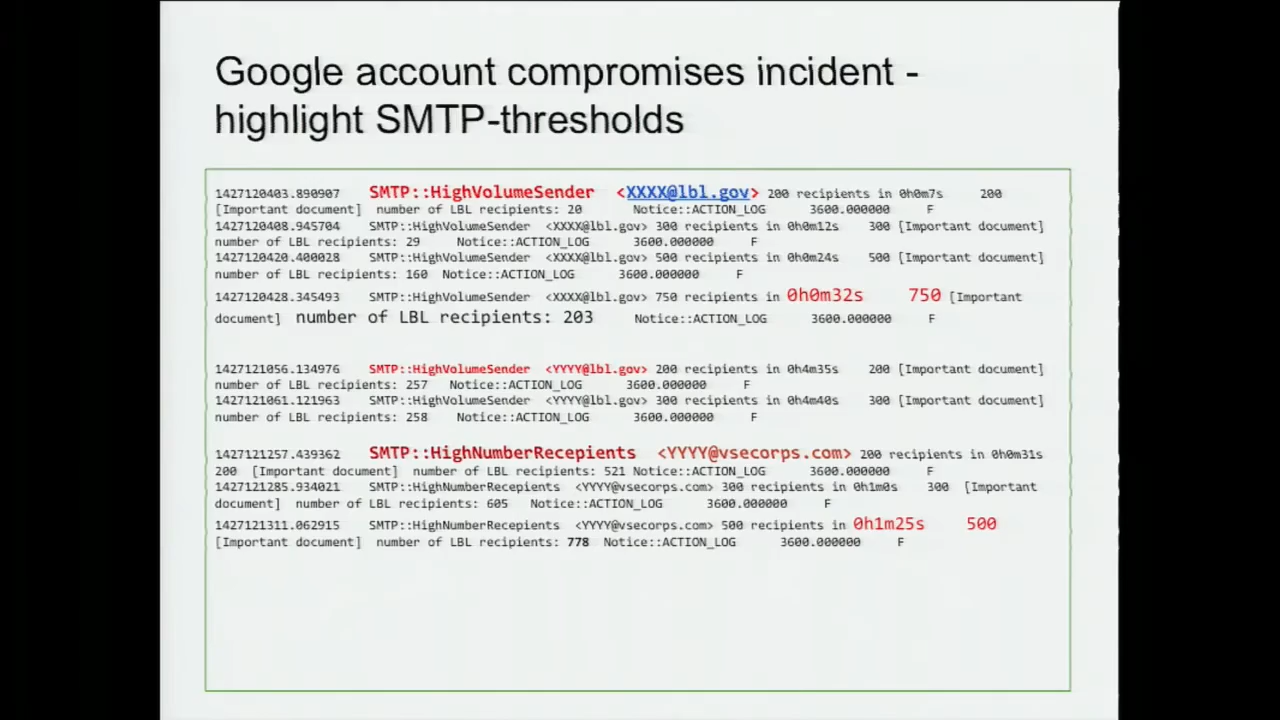 Google account compromises incident -
highlight SMTP-thresholds
1427120403.890907 SMTP::HighVolumeSender <XXXX@lbl.gov> 200 recipients in 0h0m7s 200
[Important document] number of LBL recipients: 20 Notice::ACTION_LOG 3600.000000 F
1427120408.945704 SMTP::HighVolumeSender <XXXX@lbl.gov> 300 recipients in 0h0m12s 300 [Important document]
number of LBL recipients: 29 Notice::ACTION_LOG 3600.000000 F
1427120420.400028 SMTP::HighVolumeSender <XXXX@lbl.gov> 500 recipients in 0h0m24s 500 [Important document]
number of LBL recipients: 160 Notice::ACTION_LOG 3600.000000 F
1427120428.345493 SMTP::HighVolumeSender <XXXX@lbl.gov> 750 recipients in 0h0m32s 750 [Important
document] number of LBL recipients: 203 Notice::ACTION_LOG 3600.000000 F
1427121056.134976 SMTP::HighVolumeSender <YYYY@lbl.gov> 200 recipients in 0h4m35s 200 [Important document]
number of LBL recipients: 257 Notice::ACTION_LOG 3600.000000 F
1427121061.121963 SMTP::HighVolumeSender <YYYY@lbl.gov> 300 recipients in 0h4m40s 300 [Important document]
number of LBL recipients: 258 Notice::ACTION_LOG 3600.000000 F
1427121257.439362 SMTP::HighNumberRecepients <YYYY@vsecorps.com> 200 recipients in 0h0m31s
200 [Important document] number of LBL recipients: 521 Notice::ACTION_LOG 3600.000000 F
1427121285.934021 SMTP::HighNumberRecepients <YYYY@vsecorps.com> 300 recipients in 0h1m0s 300 [Important
document] number of LBL recipients: 605 Notice::ACTION_LOG 3600.000000 F
1427121311.062915 SMTP::HighNumberRecepients <YYYY@vsecorps.com> 500 recipients in 0h1m25s 500
[Important document] number of LBL recipients: 778 Notice::ACTION_LOG 3600.000000 F